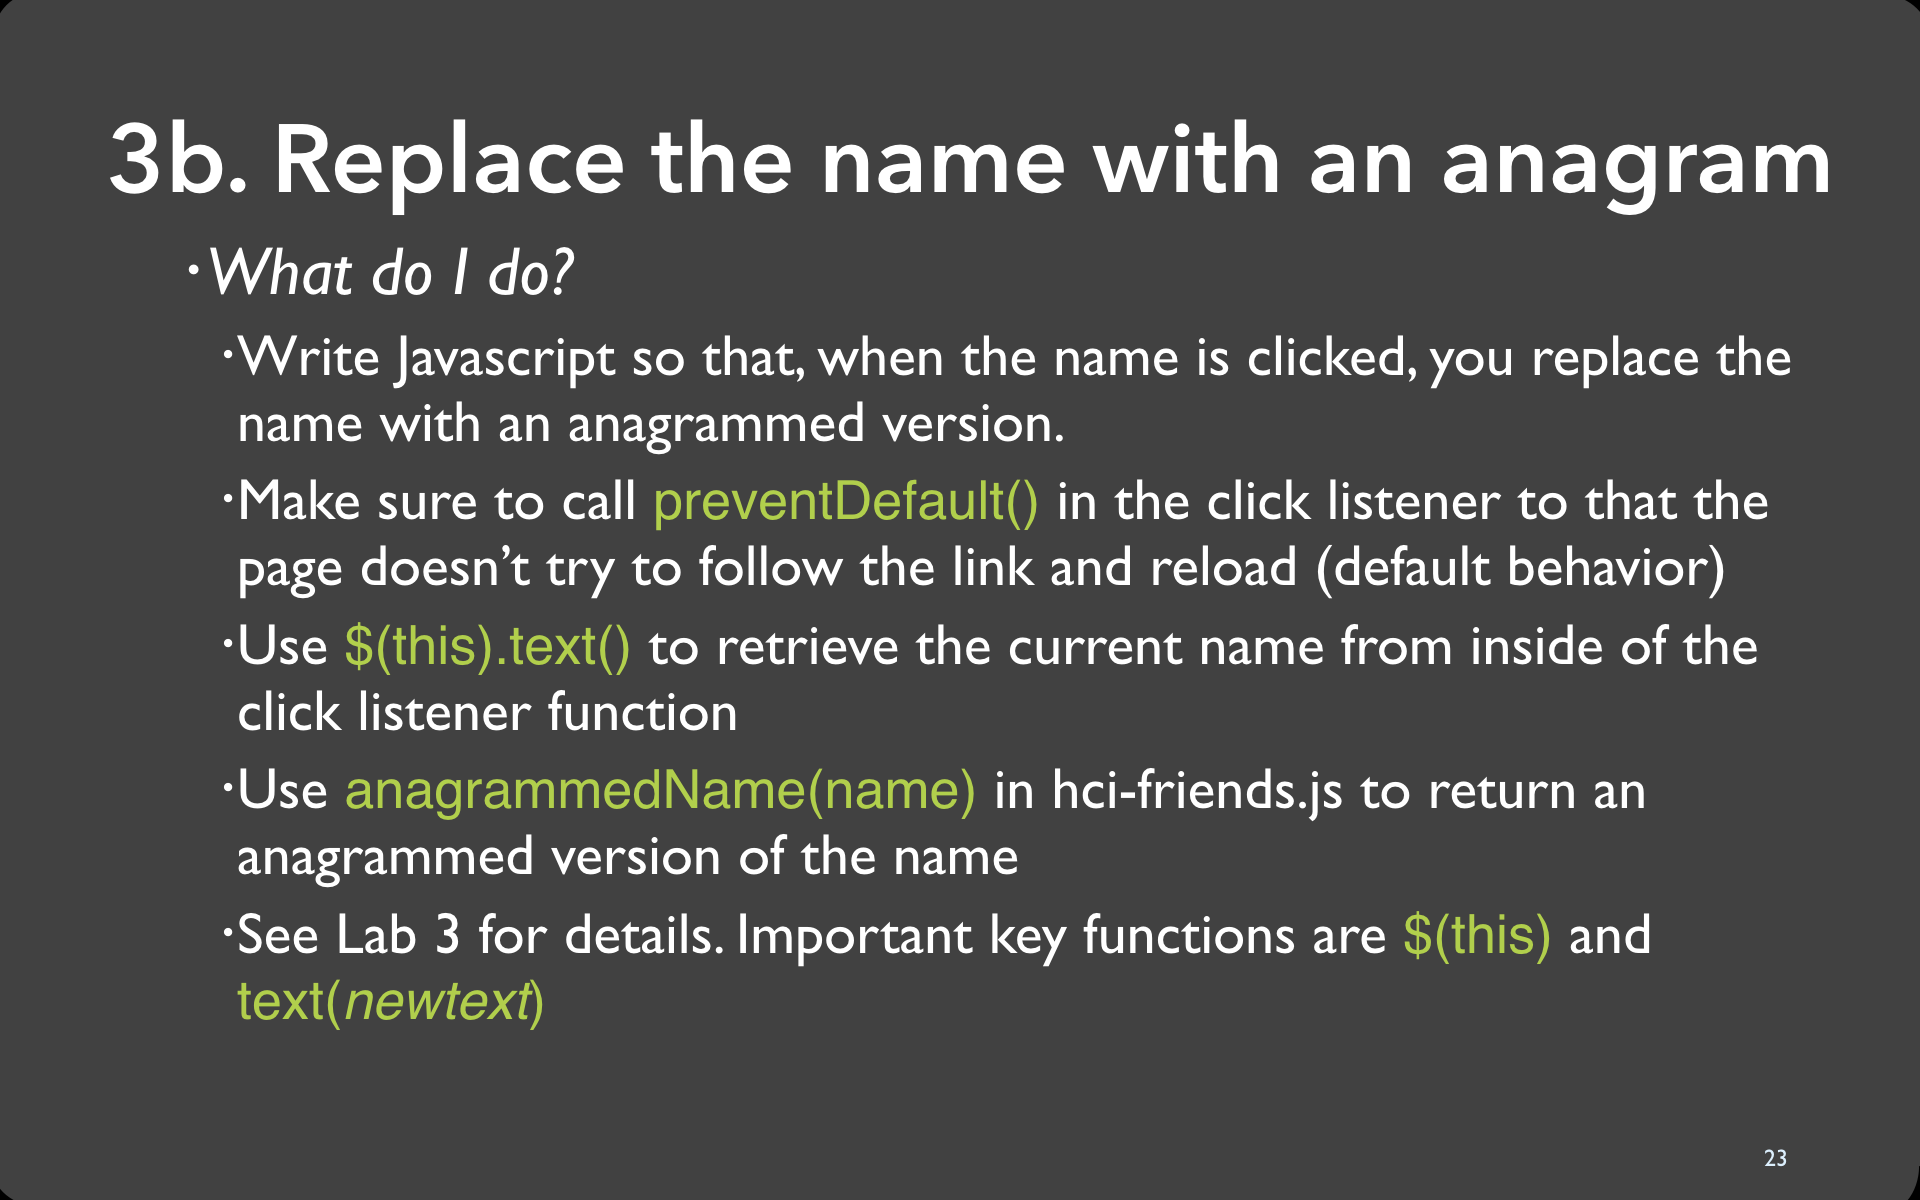 3b. Replace the name with an anagram
•What do I do?
•Write Javascript so that, when the name is clicked, you replace the
name with an anagrammed version.
•Make sure to call preventDefault() in the click listener to that the
page doesn’t try to follow the link and reload (default behavior)
•Use $(this).text() to retrieve the current name from inside of the
click listener function
•Use anagrammedName(name) in hci-friends.js to return an
anagrammed version of the name
•See Lab 3 for details. Important key functions are $(this) and
text(newtext)
23